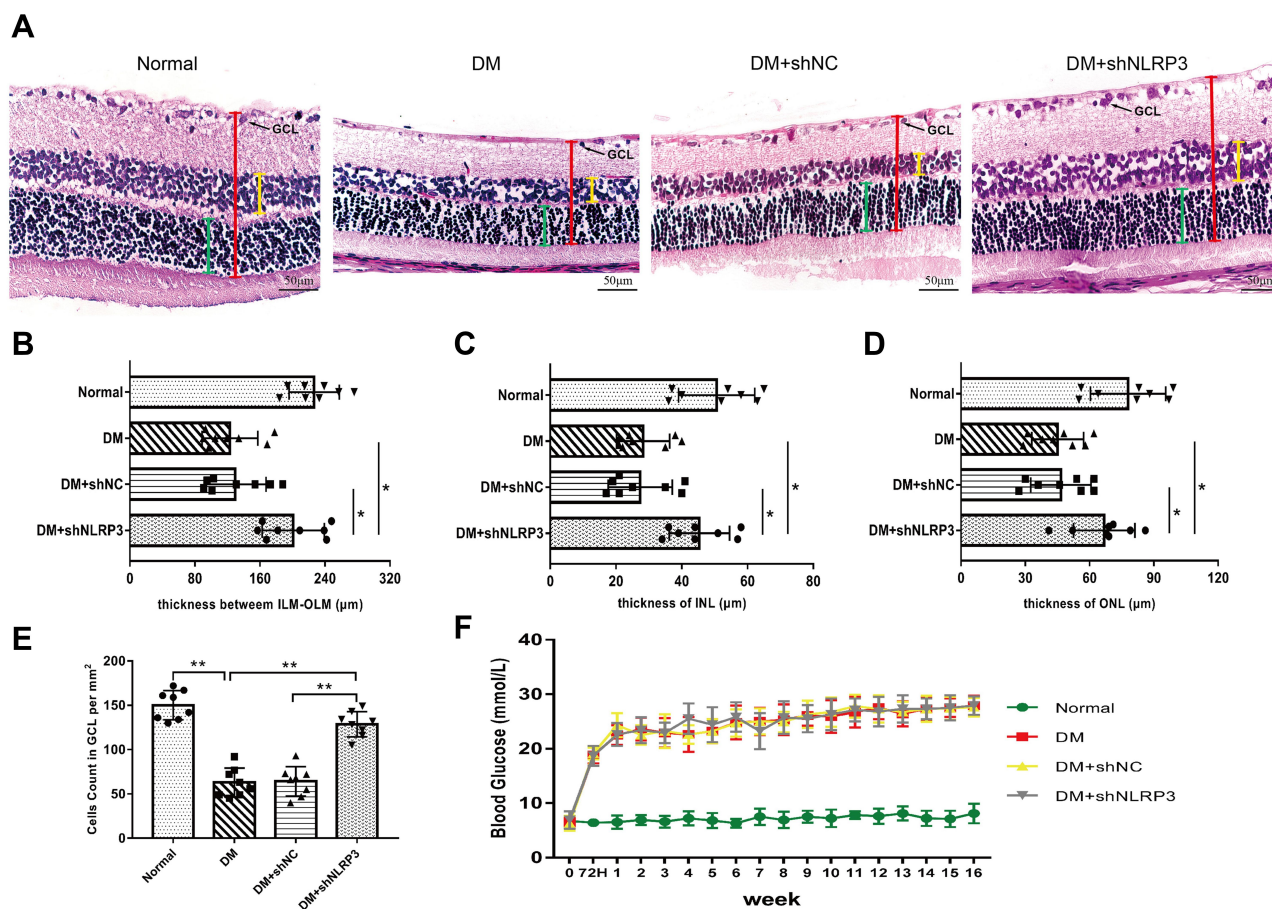 A
Normal
DM
DM+shNC
DM+shNLRP3
GCL
GCL
GCL
GCL
50μm
50μm
50μm
50μm
B
Normal
DM
DM+shNC
DM+shNLRP3
*
*
0
80
160
240
320
thickness between ILM-OLM (μm)
C
Normal
DM
DM+shNC
DM+shNLRP3
*
*
0
20
40
60
80
thickness of INL (μm)
D
Normal
DM
DM+shNC
DM+shNLRP3
*
*
0
30
60
90
120
thickness of ONL (μm)
E
Cells Count in GCL per mm²
200
150
100
50
0
**
**
**
Normal
DM
DM+shNC
DM+shNLRP3
F
Blood Glucose (mmol/L)
40
30
20
10
0
0 72H 1 2 3 4 5 6 7 8 9 10 11 12 13 14 15 16
week
Normal
DM
DM+shNC
DM+shNLRP3